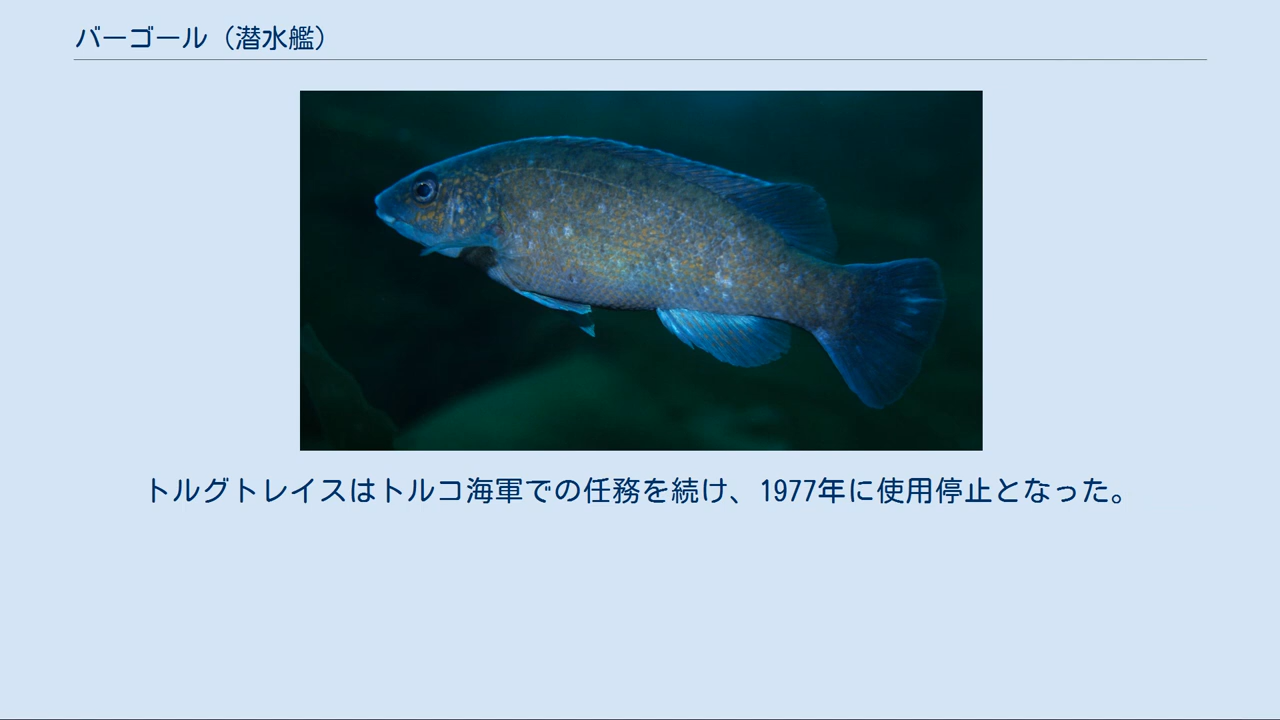 バーゴール（潜水艦）
トルグトレイスはトルコ海軍での任務を続け、1977年に使用停止となった。